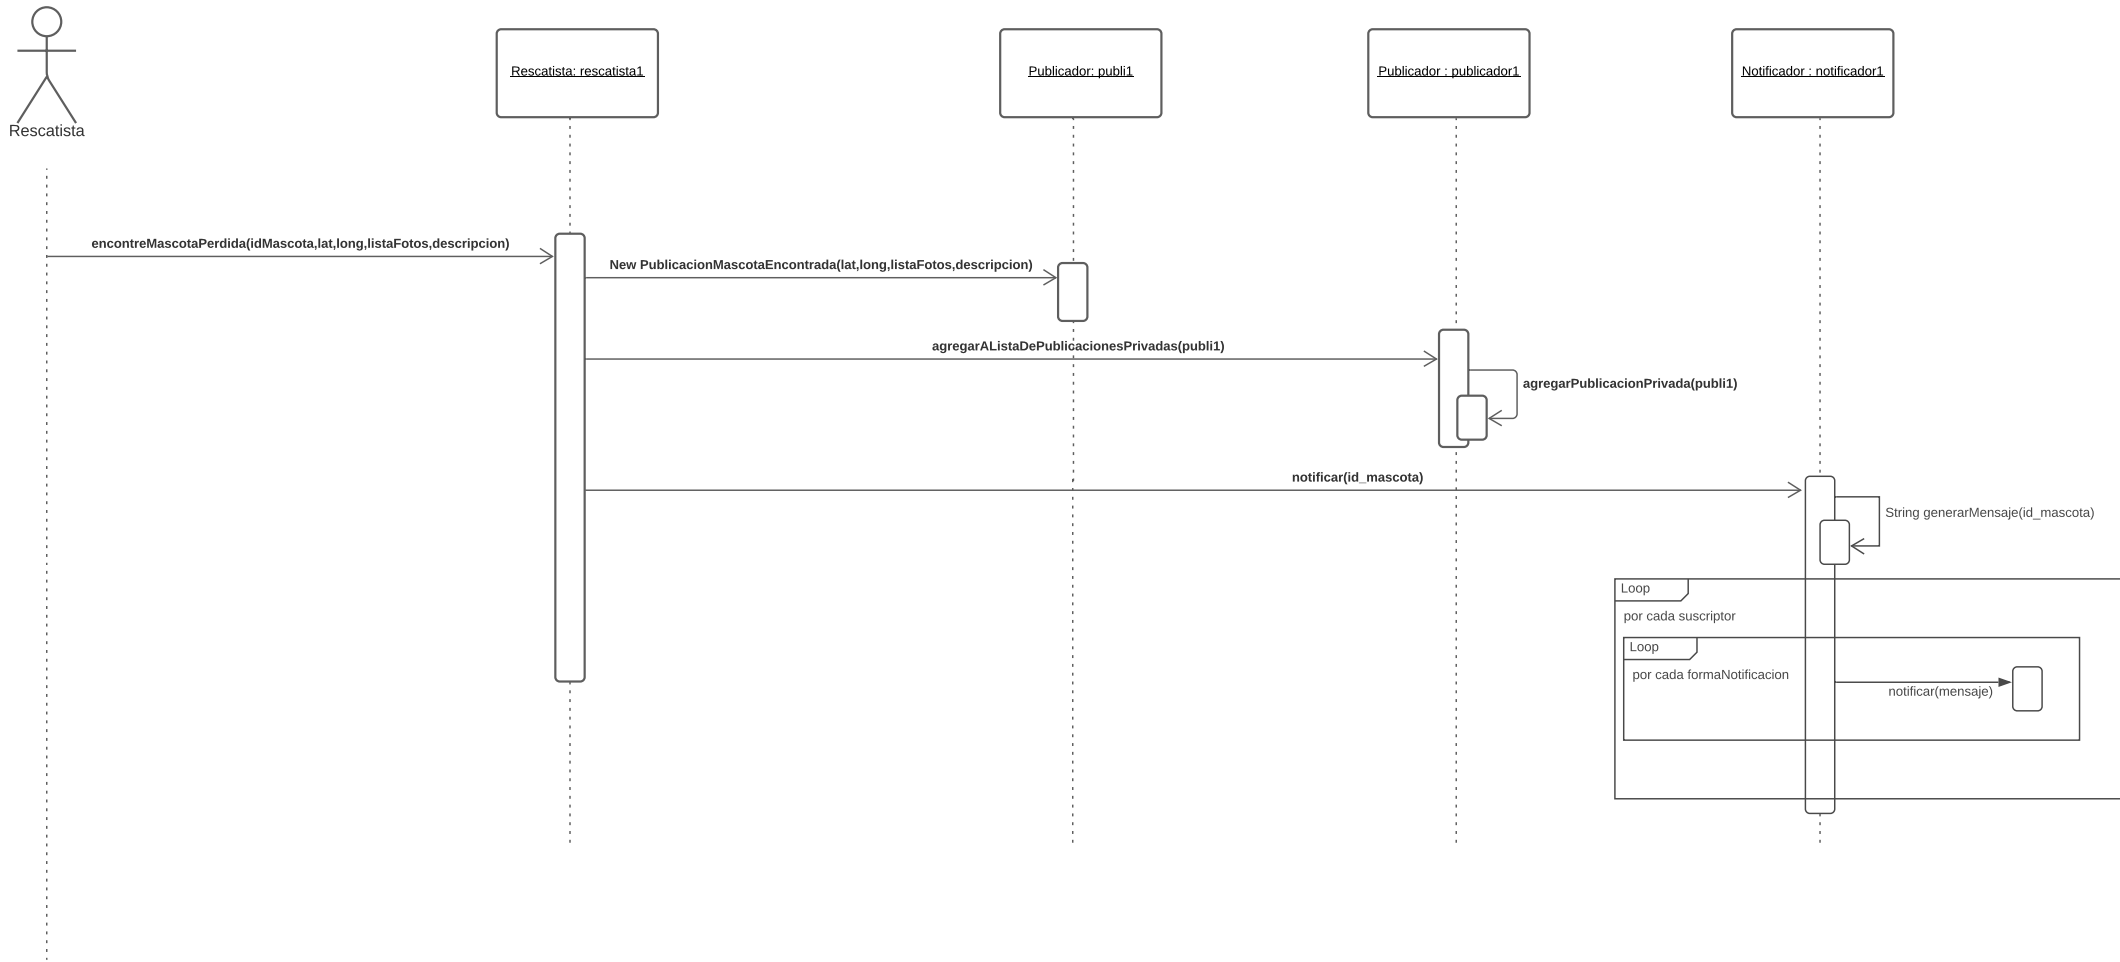 Rescatista
Rescatista: rescatista1
Publicador: publi1
Publicador : publicador1
Notificador : notificador1
encontreMascotaPerdida(idMascota,lat,long,listaFotos,descripcion)
New PublicacionMascotaEncontrada(lat,long,listaFotos,descripcion)
agregarAListaDePublicacionesPrivadas(publi1)
agregarPublicacionPrivada(publi1)
notificar(id_mascota)
String generarMensaje(id_mascota)
Loop
por cada suscriptor
Loop
por cada formaNotificacion
notificar(mensaje)